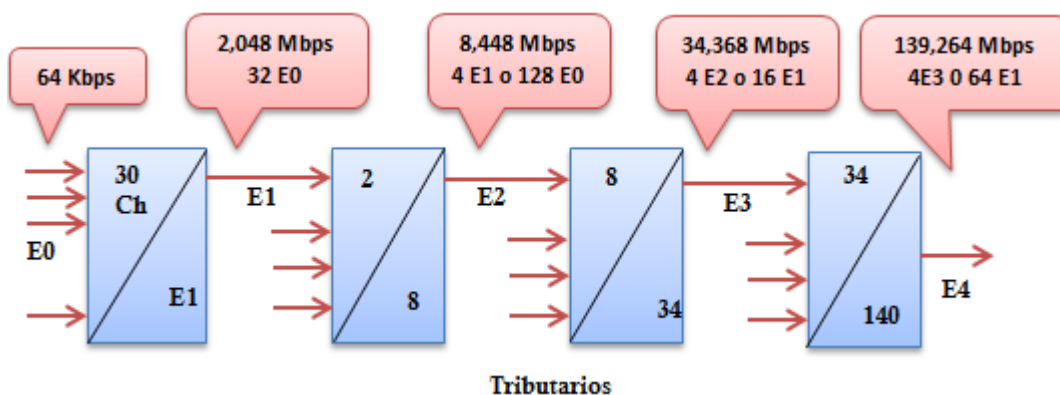 64 Kbps
2,048 Mbps
32 E0
8,448 Mbps
4 E1 o 128 E0
34,368 Mbps
4 E2 o 16 E1
139,264 Mbps
4E3 0 64 E1
30
Ch
E1
E0
E1
2
8
E2
8
34
E3
34
140
E4
Tributarios